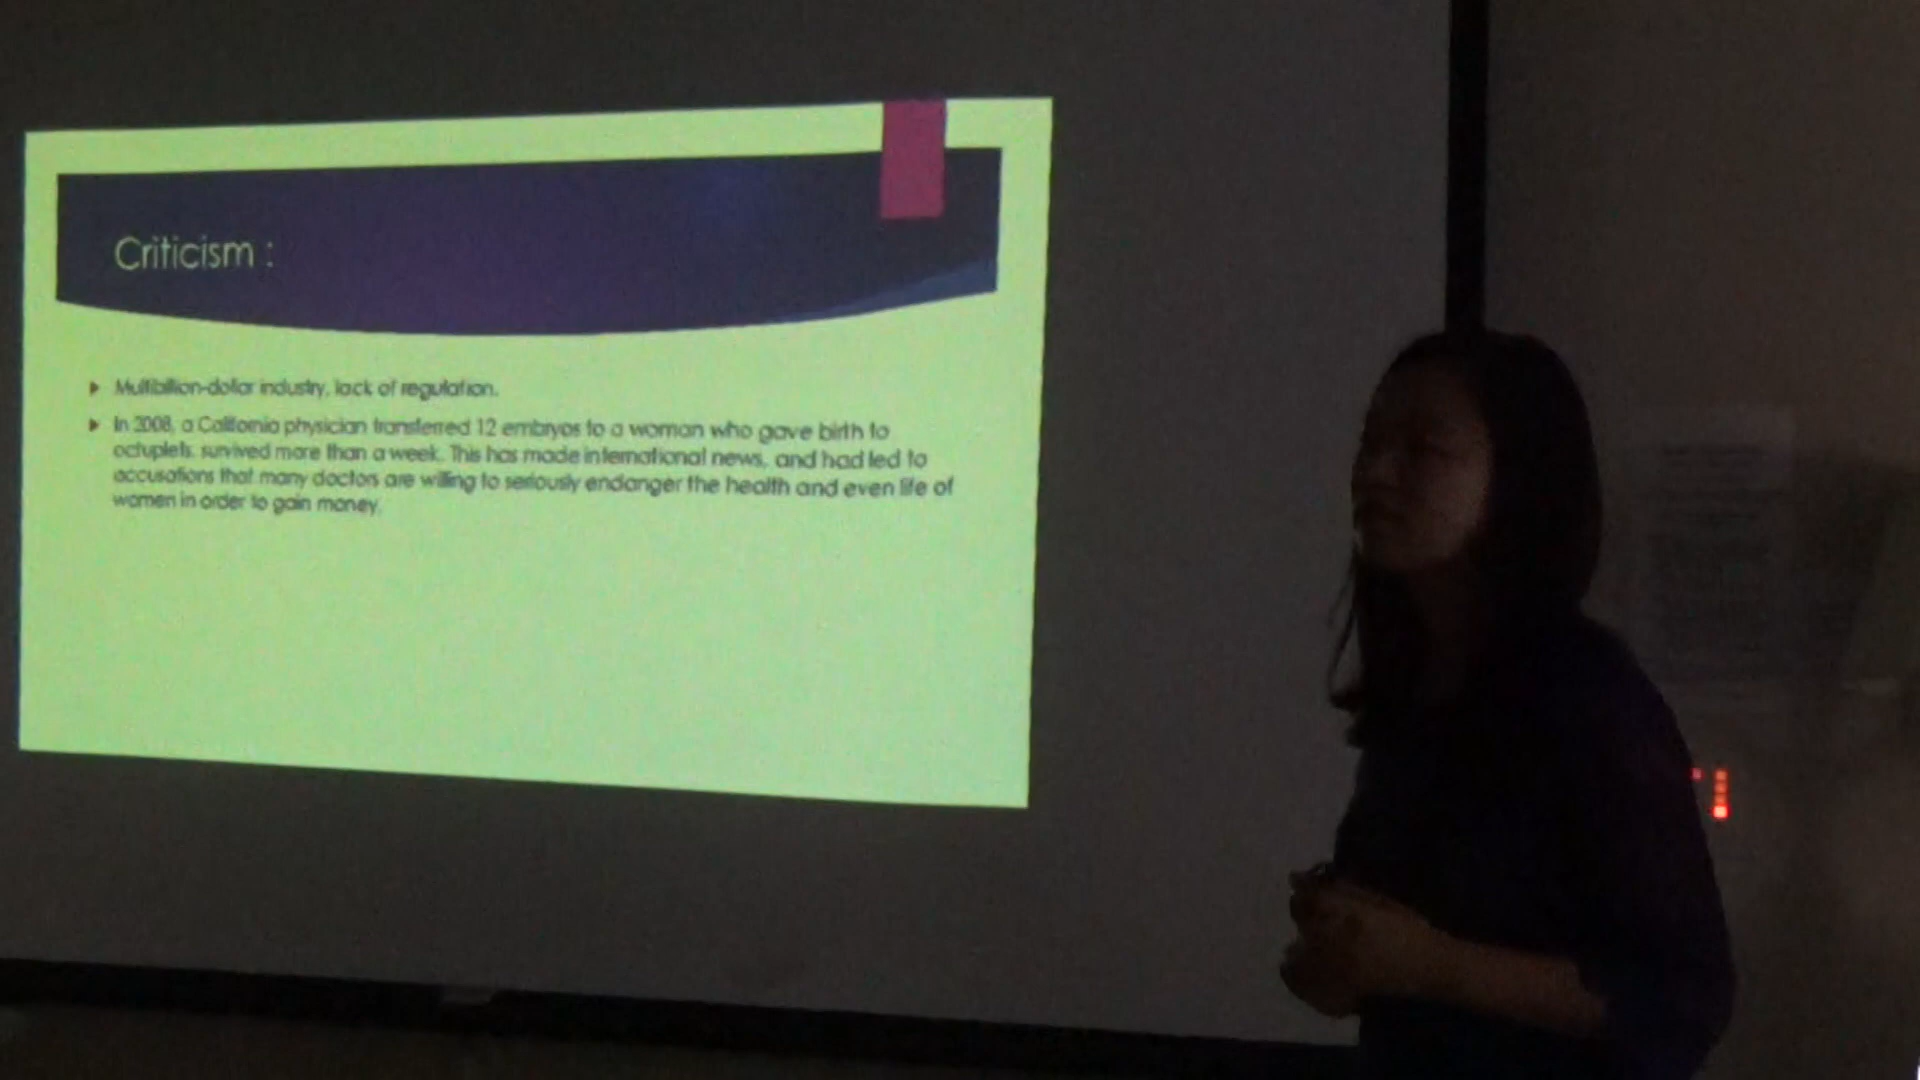 Criticism :
Multibillion-dollar industry, lack of regulation.
In 2008, a California physician transferred 12 embryos to a woman who gave birth to
octuplets, survived more than a week. This has made international news, and had led to
accusations that many doctors are willing to seriously endanger the health and even life of
women in order to gain money.